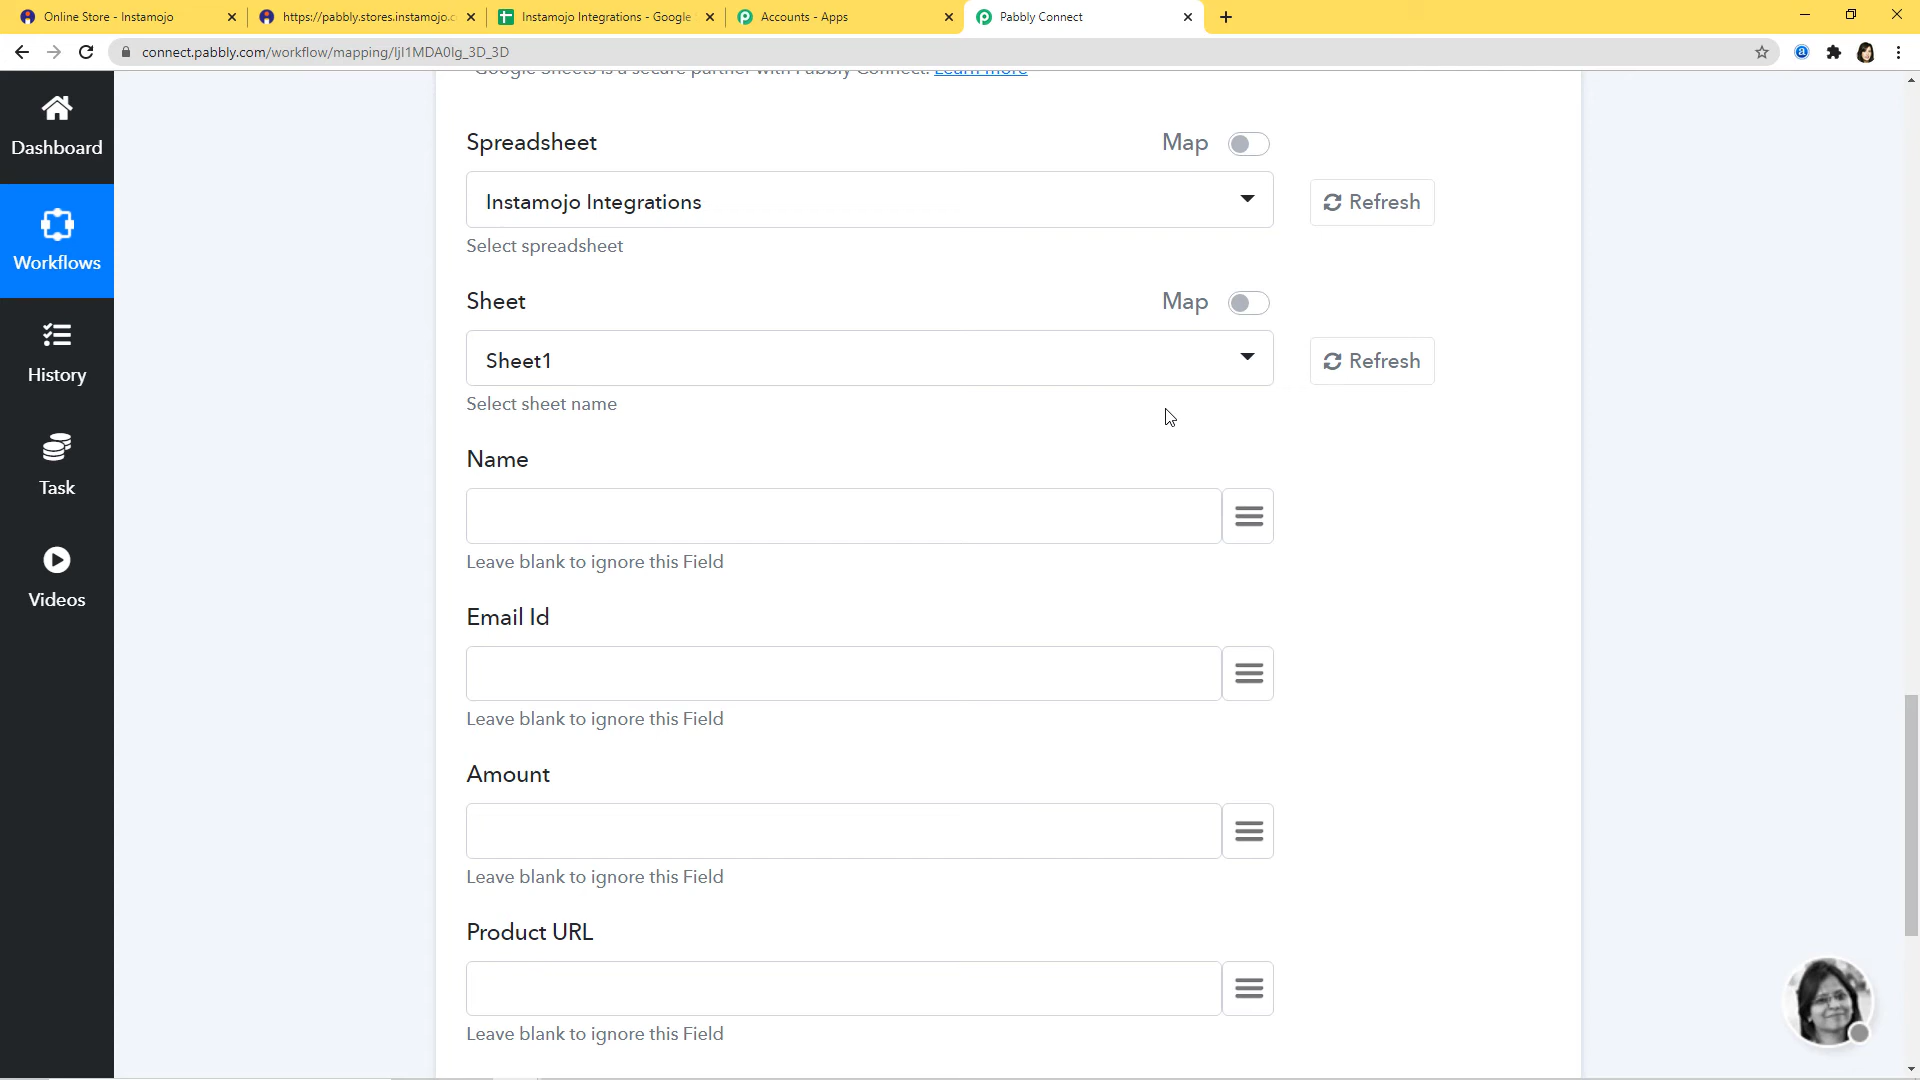 Online Store - Instamojo
https://pabbly.stores.instamojo.c
Instamojo Integrations - Google
Accounts - Apps
Pabbly Connect
connect.pabbly.com/workflow/mapping/IjI1MDA0Ig_3D_3D
Google Sheets is a secure partner with Pabbly Connect. Learn more
Dashboard
Workflows
History
Task
Videos
Spreadsheet
Map
Instamojo Integrations
Refresh
Select spreadsheet
Sheet
Map
Sheet1
Refresh
Select sheet name
Name
Leave blank to ignore this Field
Email Id
Leave blank to ignore this Field
Amount
Leave blank to ignore this Field
Product URL
Leave blank to ignore this Field